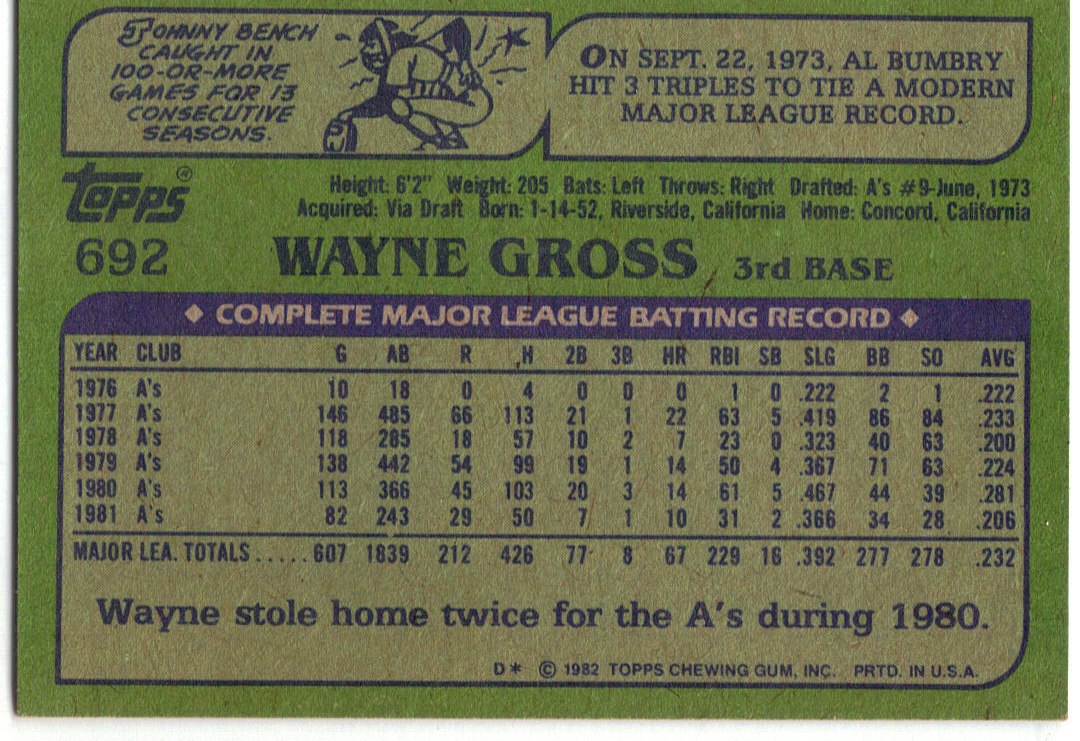 JOHNNY BENCH
CAUGHT IN
100-OR-MORE
GAMES FOR 13
CONSECUTIVE
SEASONS.
ON SEPT. 22, 1973, AL BUMBRY
HIT 3 TRIPLES TO TIE A MODERN
MAJOR LEAGUE RECORD.
Topps®
Height: 6'2" Weight: 205 Bats: Left Throws: Right Drafted: A's #9-June, 1973
Acquired: Via Draft Born: 1-14-52, Riverside, California Home: Concord, California
692 WAYNE GROSS 3rd BASE
◆ COMPLETE MAJOR LEAGUE BATTING RECORD ◆
YEAR CLUB G AB R H 2B 3B HR RBI SB SLG BB SO AVG
1976 A's 10 18 0 4 0 0 0 1 0 .222 2 1 .222
1977 A's 146 485 66 113 21 1 22 63 5 .419 86 84 .233
1978 A's 118 285 18 57 10 2 7 23 0 .323 40 63 .200
1979 A's 138 442 54 99 19 1 14 50 4 .367 71 63 .224
1980 A's 113 366 45 103 20 3 14 61 5 .467 44 39 .281
1981 A's 82 243 29 50 7 1 10 31 2 .366 34 28 .206
MAJOR LEA. TOTALS.....607 1839 212 426 77 8 67 229 16 .392 277 278 .232
Wayne stole home twice for the A's during 1980.
D* © 1982 TOPPS CHEWING GUM, INC. PRTD. IN U.S.A.